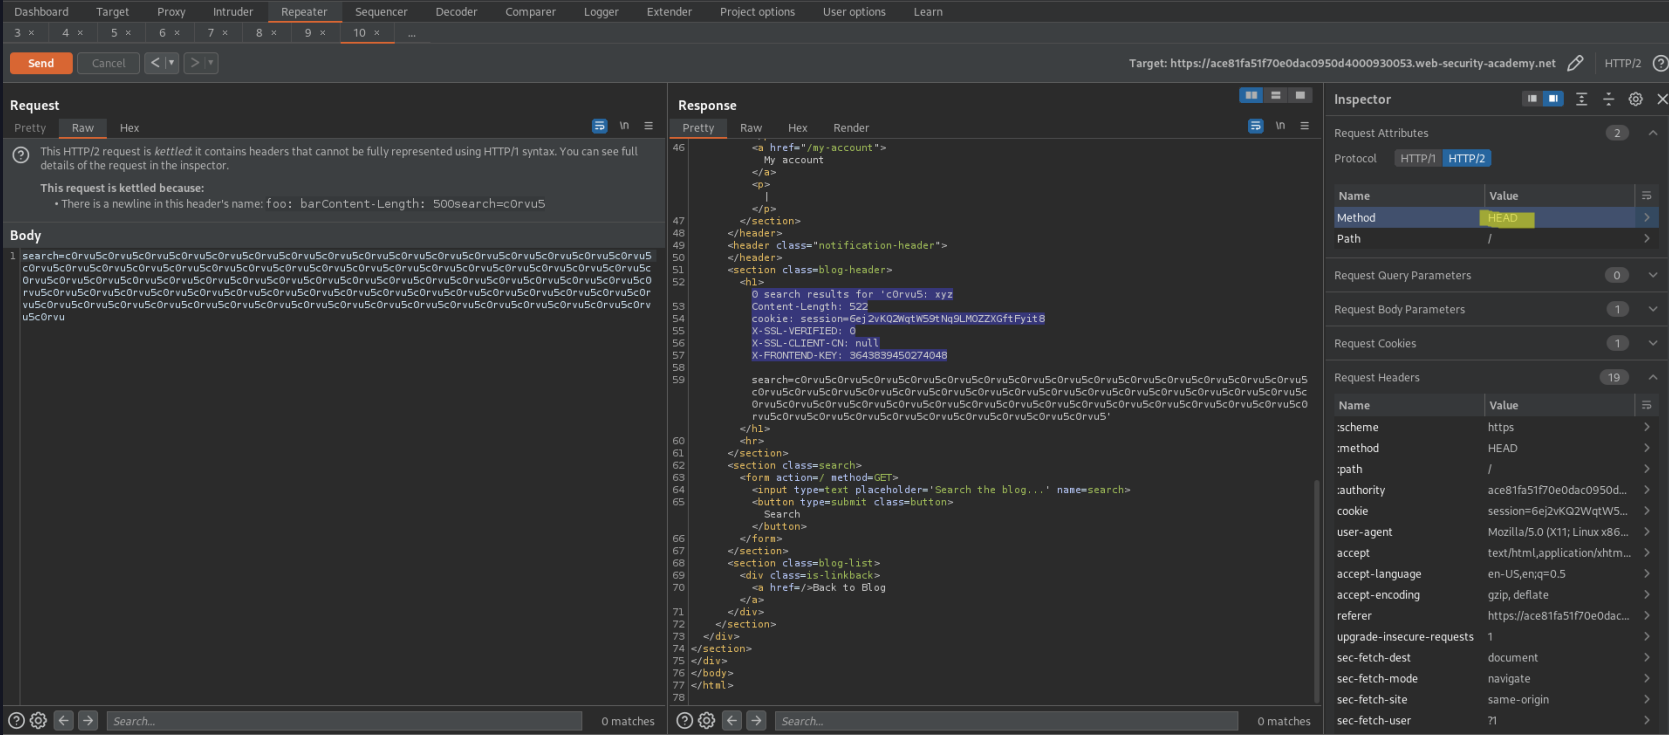 Dashboard Target Proxy Intruder Repeater Sequencer Decoder Comparer Logger Extender Project options User options Learn
3 × 4 × 5 × 6 × 7 × 8 × 9 × 10 × ...
Send Cancel < ▾ > ▾ Target: https://ace81fa51f70e0dac0950d4000930053.web-security-academy.net HTTP/2
Request
Pretty Raw Hex \n
This HTTP/2 request is kettled: it contains headers that cannot be fully represented using HTTP/1 syntax. You can see full
details of the request in the inspector.
This request is kettled because:
• There is a newline in this header's name: foo: barContent-Length: 500search=c0rvu5
Body
1
u5c0rvu
Search... 0 matches
Response
Pretty Raw Hex Render \n
46 <a href="/my-account">
My account
</a>
<p>
|
</p>
47 </section>
48 </header>
49 <header class="notification-header">
50 </header>
51 <section class=blog-header>
52 <h1>
0 search results for 'c0rvu5: xyz
53 Content-Length: 522
54 cookie: session=6ej2vKQ2WqtW59tNq9LMOZZXGftFyit8
55 X-SSL-VERIFIED: 0
56 X-SSL-CLIENT-CN: null
57 X-FRONTEND-KEY: 3643839450274048
58
59
</h1>
60 <hr>
61 </section>
62 <section class=search>
63 <form action=/ method=GET>
64 <input type=text placeholder='Search the blog...' name=search>
65 <button type=submit class=button>
Search
</button>
66 </form>
67 </section>
68 <section class=blog-list>
69 <div class=is-linkback>
70 <a href=/>Back to Blog
</a>
71 </div>
72 </section>
73 </div>
74 </section>
75 </div>
76 </body>
77 </html>
78
Search... 0 matches
Inspector
Request Attributes 2
Protocol HTTP/1 HTTP/2
Name Value
Method HEAD
Path /
Request Query Parameters 0
Request Body Parameters 1
Request Cookies 1
Request Headers 19
Name Value
:scheme https
:method HEAD
:path /
:authority ace81fa51f70e0dac0950d...
:cookie session=6ej2vKQ2WqtW5...
user-agent Mozilla/5.0 (X11; Linux x86...
accept text/html,application/xhtm...
accept-language en-US,en;q=0.5
accept-encoding gzip, deflate
referer https://ace81fa51f70e0dac...
upgrade-insecure-requests 1
sec-fetch-dest document
sec-fetch-mode navigate
sec-fetch-site same-origin
sec-fetch-user ?1